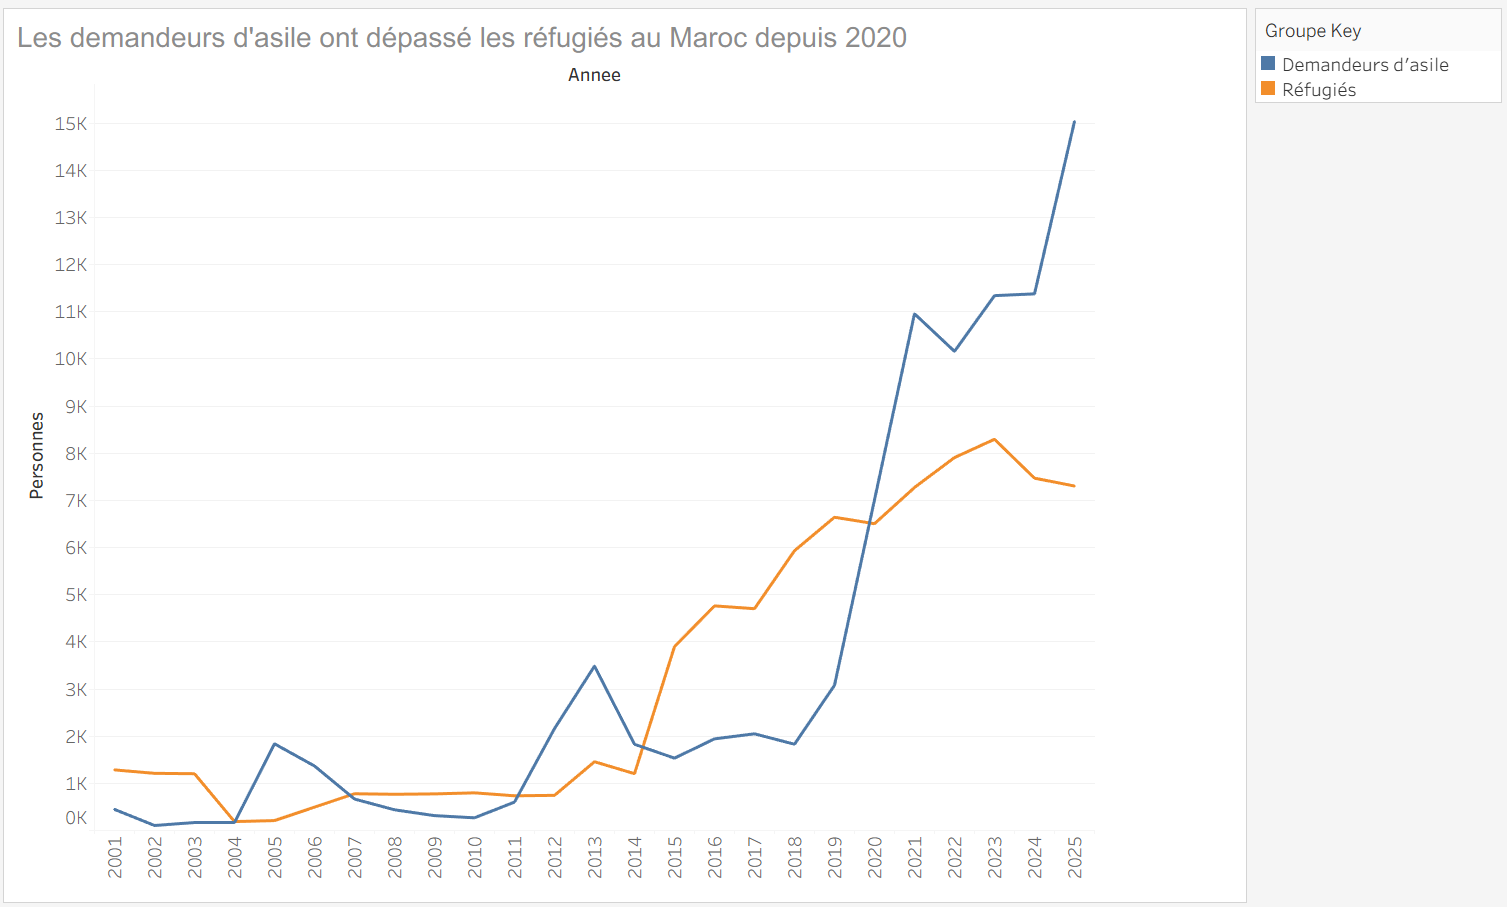 Les demandeurs d'asile ont dépassé les réfugiés au Maroc depuis 2020
Annee
Groupe Key
Demandeurs d’asile
Réfugiés
15K
14K
13K
12K
11K
10K
9K
8K
7K
6K
5K
4K
3K
2K
1K
0K
Personnes
2001
2002
2003
2004
2005
2006
2007
2008
2009
2010
2011
2012
2013
2014
2015
2016
2017
2018
2019
2020
2021
2022
2023
2024
2025